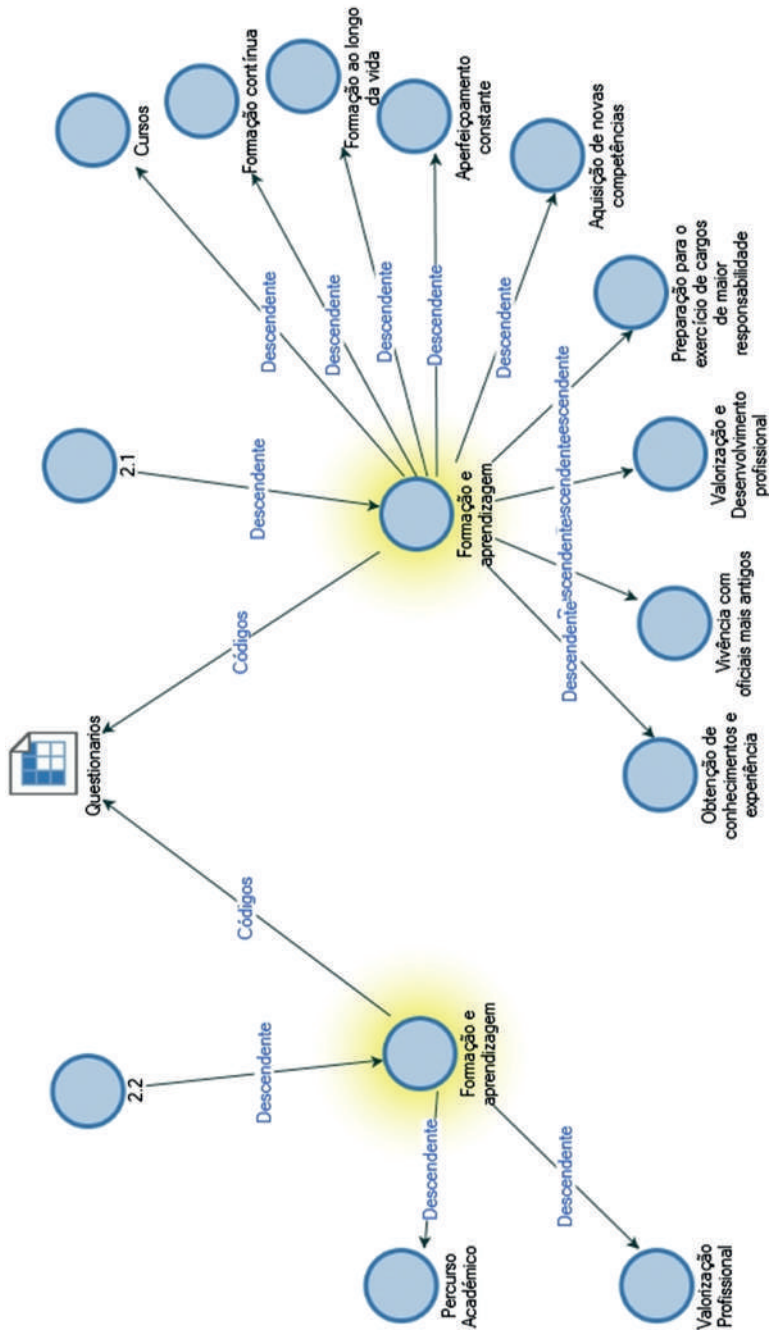 Questionarios
2.2
2.1
Cursos
Códigos
Códigos
Formação contínua
Descendente
Descendente
Descendente
Descendente
Formação ao longo
da vida
Descendente
Descendente
Percurso
Académico
Descendente
Aperfeiçoamento
constante
Formação e
aprendizagem
Formação e
aprendizagem
Descendente
Descendente
Descendente
Aquisição de novas
competências
Preparação para o
exercício de cargos
de maior
responsabilidade
Valorização
Profissional
Obtenção de
conhecimentos e
experiência
Vivência com
oficiais mais antigos
Valorização e
Desenvolvimento
profissional